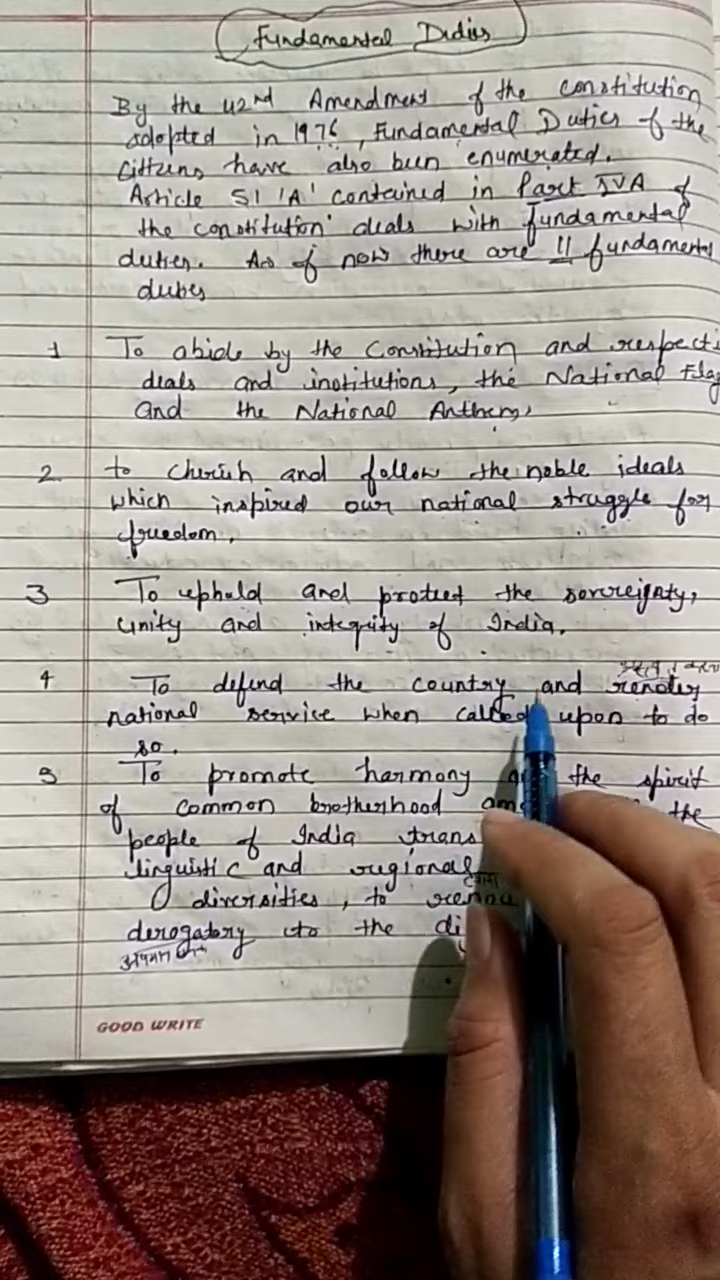 Fundamental Duties
By the 42nd Amendment of the constitution
adopted in 1976, Fundamental Duties of the
Citizens have also been enumerated.
Article 51 'A' contained in Part IVA of
the 'constitution' deals with fundamental
duties. As of now there are 11 fundamental
duties
1 To abide by the Constitution and respect
deals and institutions, the National Flag
and the National Anthem,
2 to cherish and follow the noble ideals
which inspired our national struggle for
freedom.
3 To uphald and protect the sovereignty,
unity and integrity of India.
4 To defend the country and render
national service when called upon to do
so.
5 To promote harmony the spirit
of common brotherhood the
people of India trans
linguistic and regional
diversities, to
derogatory to the
GOOD WRITE